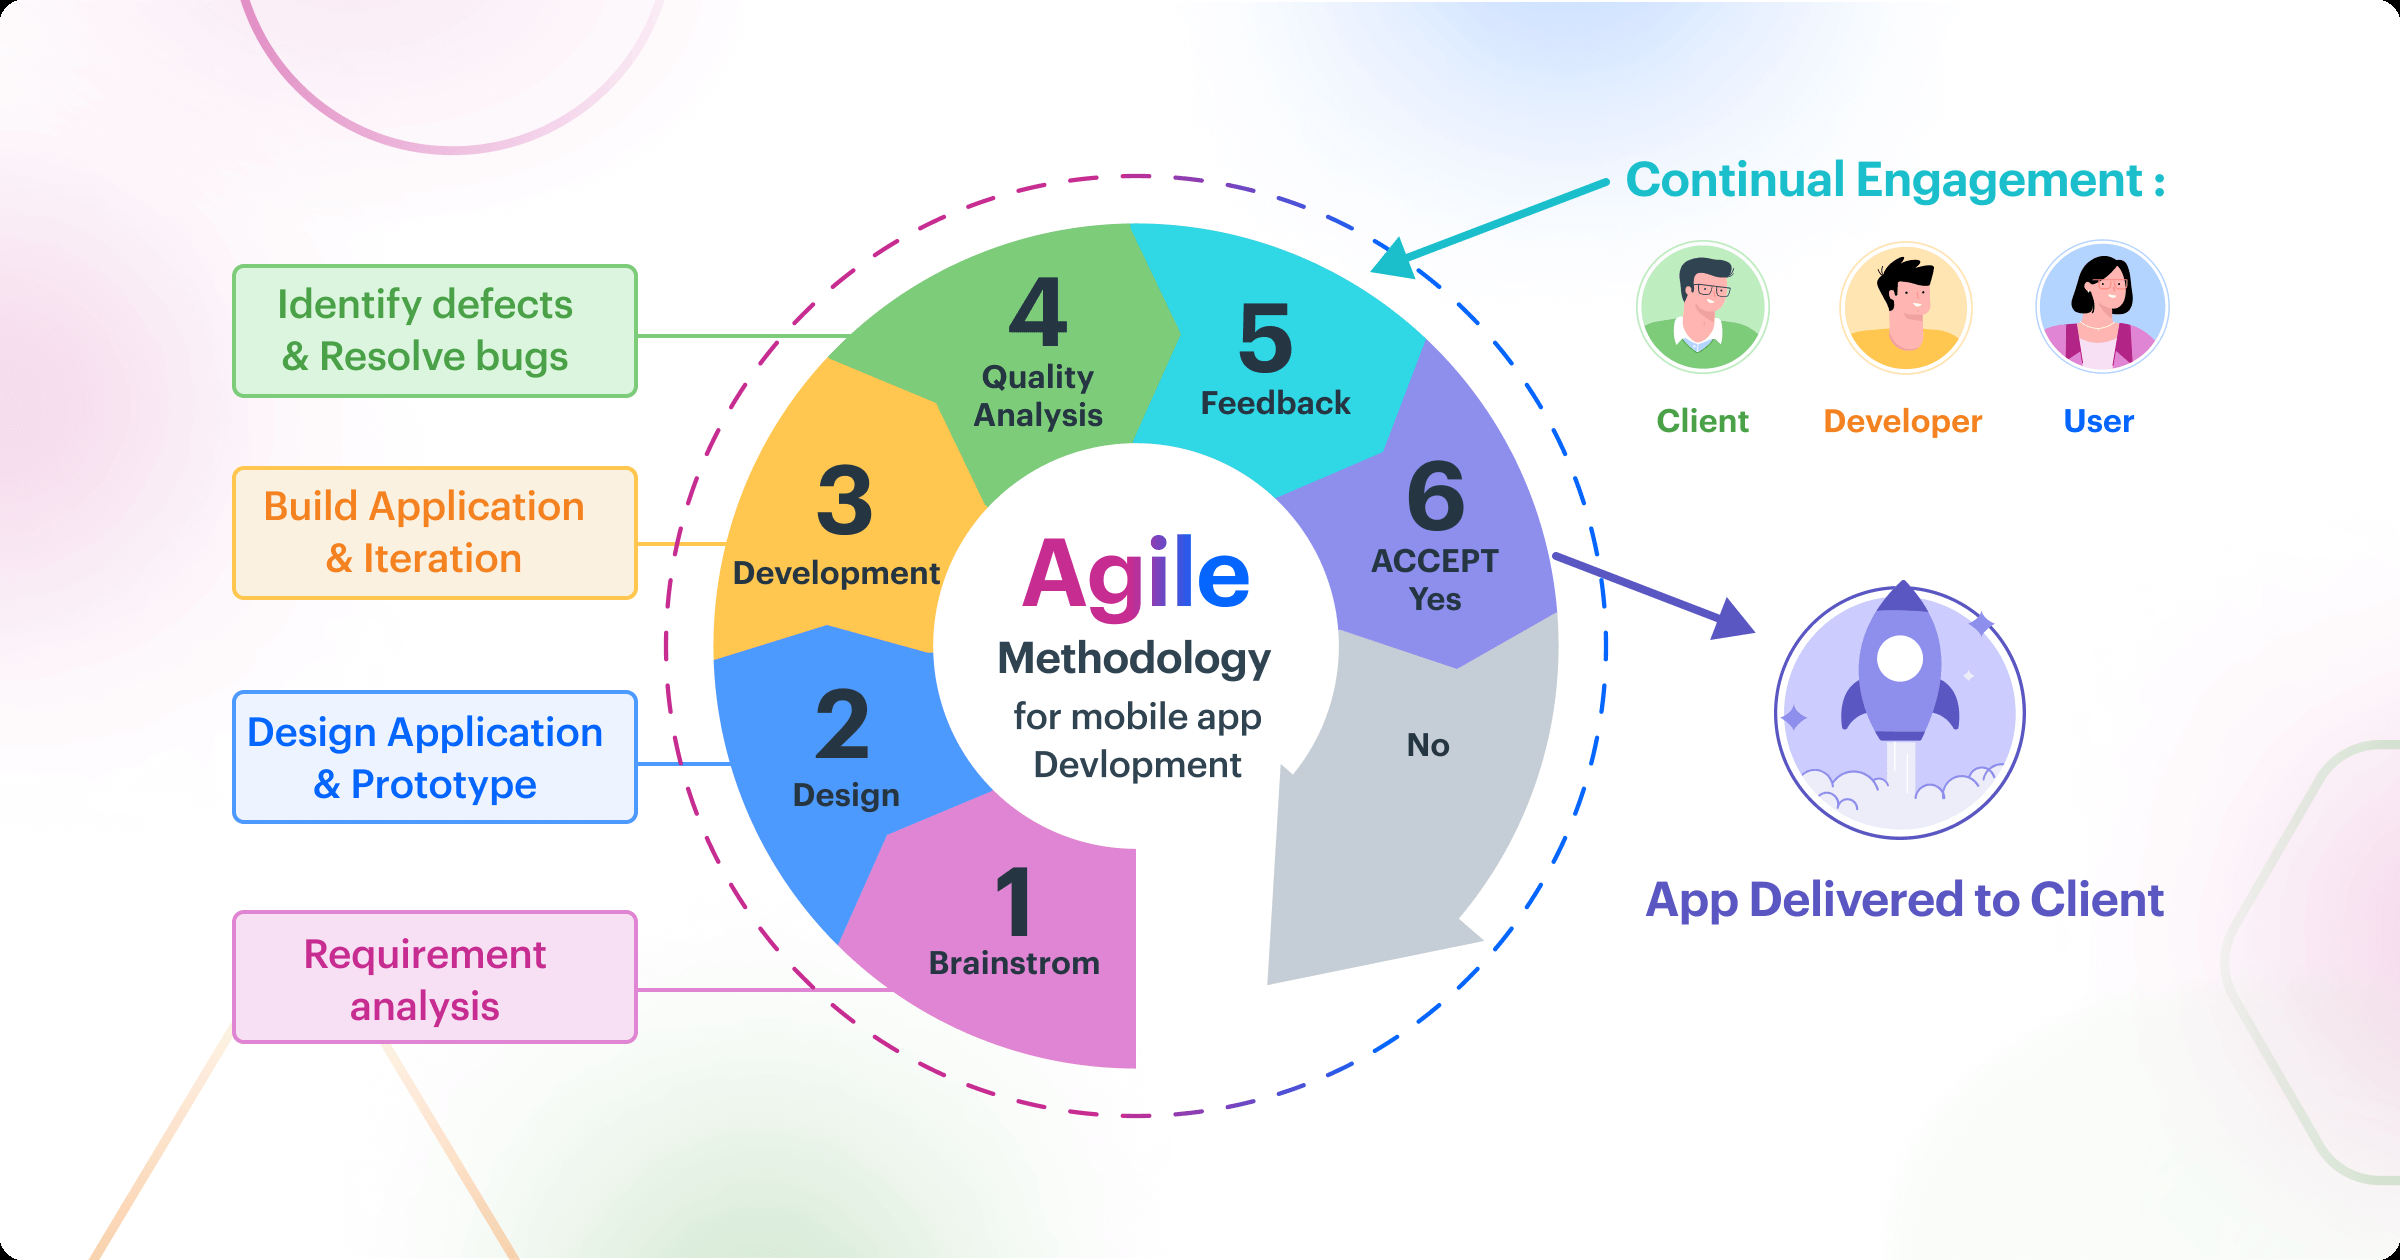 Continual Engagement :
Client
Developer
User
Identify defects
& Resolve bugs
Build Application
& Iteration
Design Application
& Prototype
Requirement
analysis
1
Brainstrom
2
Design
3
Development
4
Quality
Analysis
5
Feedback
6
ACCEPT
Yes
No
Agile
Methodology
for mobile app
Devlopment
App Delivered to Client